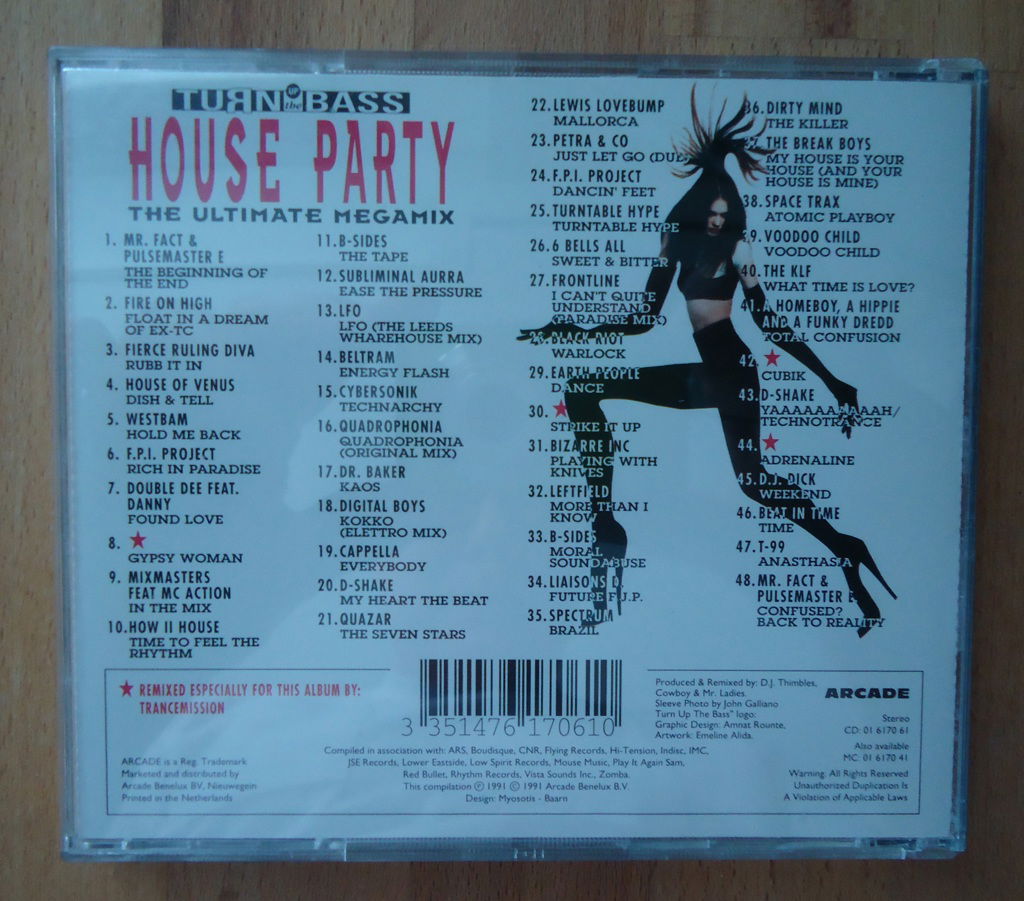 TURN UP the BASS
HOUSE PARTY
THE ULTIMATE MEGAMIX
1. MR. FACT &
PULSEMASTER E
THE BEGINNING OF
THE END
2. FIRE ON HIGH
FLOAT IN A DREAM
OF EX-TC
3. FIERCE RULING DIVA
RUBB IT IN
4. HOUSE OF VENUS
DISH & TELL
5. WESTBAM
HOLD ME BACK
6. F.P.I. PROJECT
RICH IN PARADISE
7. DOUBLE DEE FEAT.
DANNY
FOUND LOVE
8. ★
GYPSY WOMAN
9. MIXMASTERS
FEAT MC ACTION
IN THE MIX
10. HOW II HOUSE
TIME TO FEEL THE
RHYTHM
11. B-SIDES
THE TAPE
12. SUBLIMINAL AURRA
EASE THE PRESSURE
13. LFO
LFO (THE LEEDS
WHAREHOUSE MIX)
14. BELTRAM
ENERGY FLASH
15. CYBERSONIK
TECHNARCHY
16. QUADROPHONIA
QUADROPHONIA
(ORIGINAL MIX)
17. DR. BAKER
KAOS
18. DIGITAL BOYS
KOKKO
(ELETTRO MIX)
19. CAPPELLA
EVERYBODY
20. D-SHAKE
MY HEART THE BEAT
21. QUAZAR
THE SEVEN STARS
22. LEWIS LOVEBUMP
MALLORCA
23. PETRA & CO
JUST LET GO (DUB)
24. F.P.I. PROJECT
DANCIN' FEET
25. TURNTABLE HYPE
TURNTABLE HYPE
26. 6 BELLS ALL
SWEET & BITTER
27. FRONTLINE
I CAN'T QUITE
UNDERSTAND
(PARADISE MIX)
28. BLACK RIOT
WARLOCK
29. EARTH PEOPLE
DANCE
30. ★
STRIKE IT UP
31. BIZARRE INC
PLAYING WITH
KNIVES
32. LEFTFIELD
MORE THAN I
KNOW
33. B-SIDES
MORAL
SOUNDABUSE
34. LIAISONS D.
FUTURE F.J.P.
35. SPECTRUM
BRAZIL
36. DIRTY MIND
THE KILLER
37. THE BREAK BOYS
MY HOUSE IS YOUR
HOUSE (AND YOUR
HOUSE IS MINE)
38. SPACE TRAX
ATOMIC PLAYBOY
39. VOODOO CHILD
VOODOO CHILD
40. THE KLF
WHAT TIME IS LOVE?
41. A HOMEBOY, A HIPPIE
AND A FUNKY DREDD
TOTAL CONFUSION
42. ★
CUBIK
43. D-SHAKE
YAAAAAAAAAAH/
TECHNOTRANCE
44. ★
ADRENALINE
45. D.J. DICK
WEEKEND
46. BEAT IN TIME
TIME
47. T-99
ANASTHASIA
48. MR. FACT &
PULSEMASTER E
CONFUSED?
BACK TO REALITY
★ REMIXED ESPECIALLY FOR THIS ALBUM BY:
TRANCEMISSION
ARCADE is a Reg. Trademark
Marketed and distributed by
Arcade Benelux BV, Nieuwegein
Printed in the Netherlands
3 351476 170610
Compiled in association with: ARS, Boudisque, CNR, Flying Records, Hi-Tension, Indisc, IMC,
JSE Records, Lower Eastside, Low Spirit Records, Mouse Music, Play It Again Sam,
Red Bullet, Rhythm Records, Vista Sounds Inc., Zomba.
This compilation ℗ 1991 © 1991 Arcade Benelux B.V.
Design: Myosotis - Baarn
Produced & Remixed by: D.J. Thimbles,
Cowboy & Mr. Ladies.
Sleeve Photo by John Galliano
Turn Up The Bass" logo:
Graphic Design: Amnat Rounte,
Artwork: Emeline Alida.
ARCADE
Stereo
CD: 01 6170 61
Also available
MC: 01 6170 41
Warning. All Rights Reserved
Unauthorized Duplication Is
A Violation of Applicable Laws